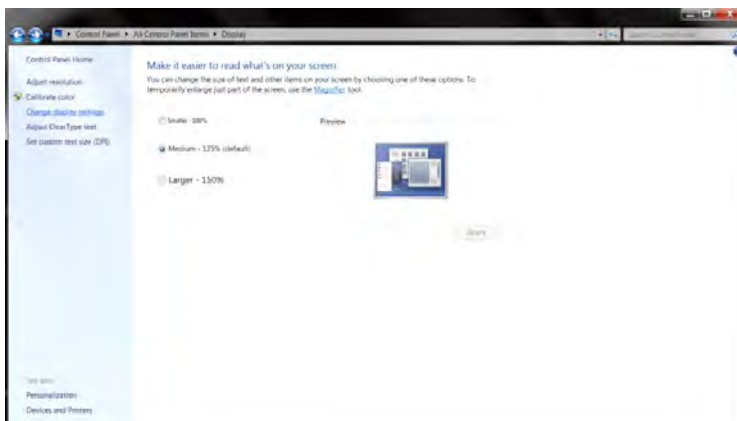 Control Panel ▸ All Control Panel Items ▸ Display
Control Panel Home
Adjust resolution
Calibrate color
Change display settings
Adjust ClearType text
Set custom text size (DPI)
Make it easier to read what's on your screen
You can change the size of text and other items on your screen by choosing one of these options. To
temporarily enlarge just part of the screen, use the Magnifier tool.
Smaller - 100%
Preview
Medium - 125% (default)
Larger - 150%
Apply
See also
Personalization
Devices and Printers